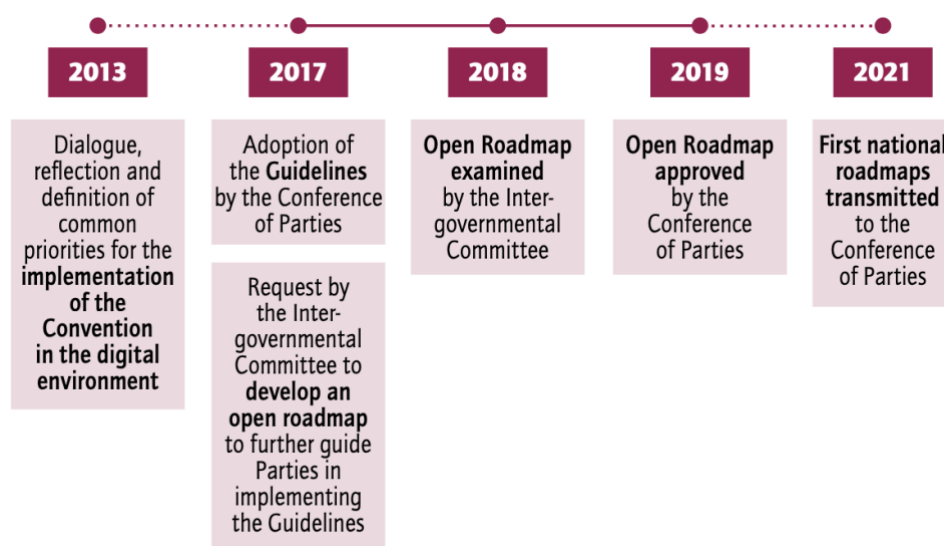 2013
Dialogue,
reflection and
definition of
common
priorities for the
implementation
of the
Convention
in the digital
environment
2017
Adoption of
the Guidelines
by the Conference
of Parties
Request by
the Inter-
governmental
Committee to
develop an
open roadmap
to further guide
Parties in
implementing
the Guidelines
2018
Open Roadmap
examined
by the Inter-
governmental
Committee
2019
Open Roadmap
approved
by the
Conference
of Parties
2021
First national
roadmaps
transmitted
to the
Conference
of Parties